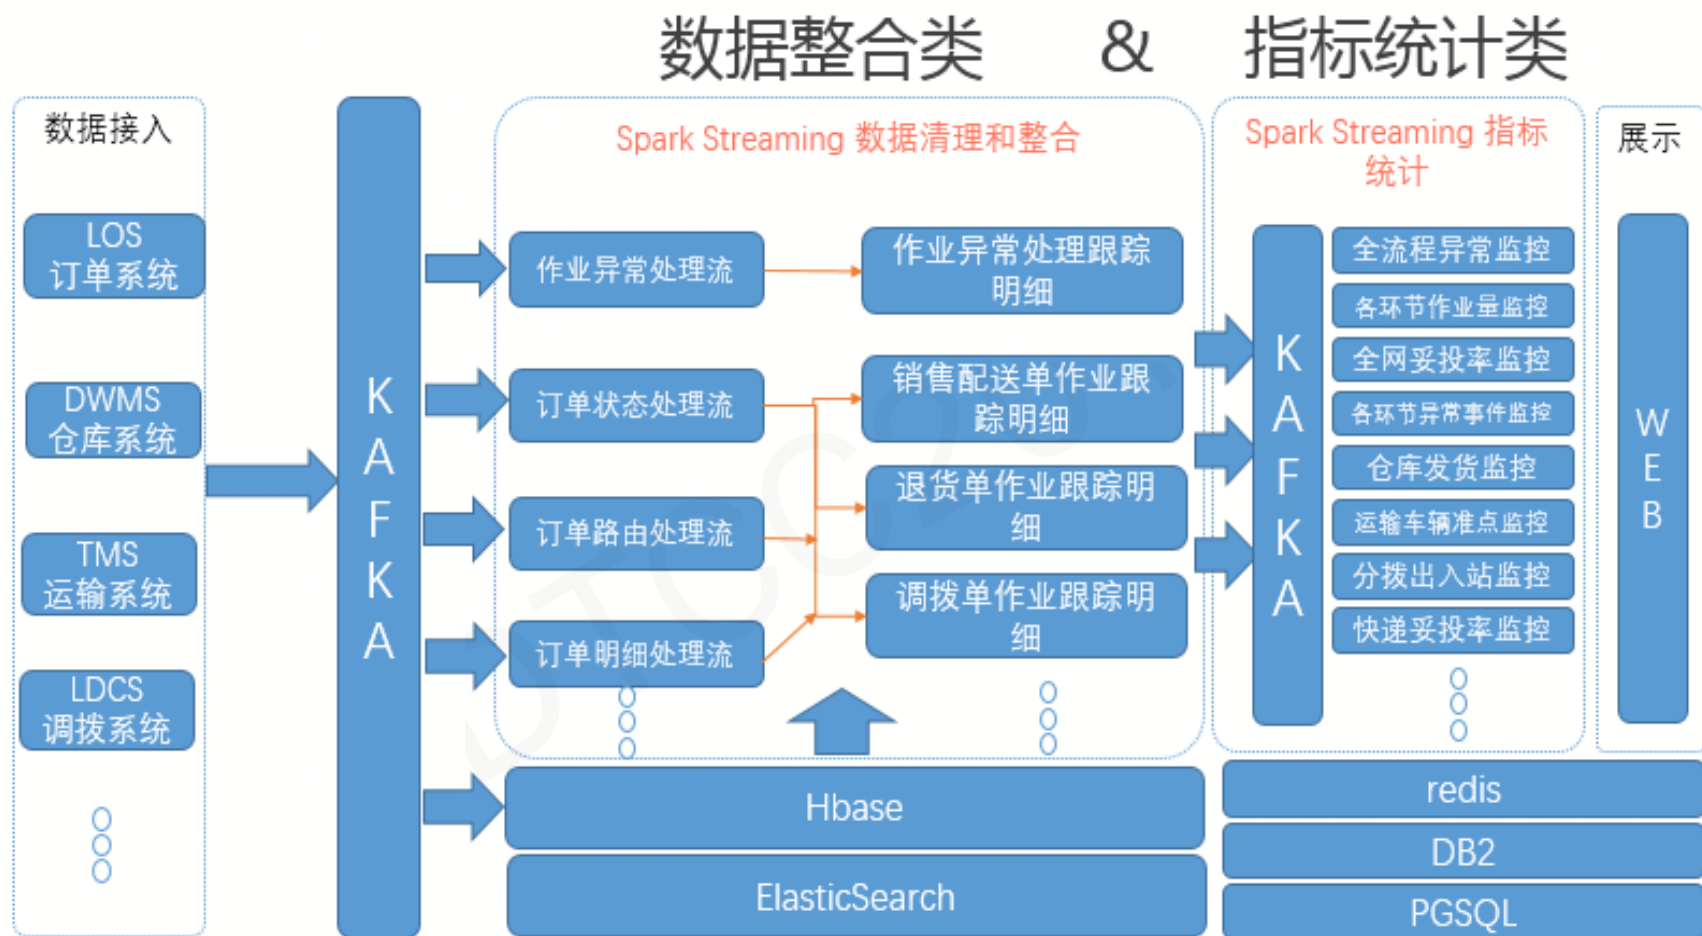 数据整合类 & 指标统计类
数据接入
LOS
订单系统
DWMS
仓库系统
TMS
运输系统
LDCS
调拨系统
K
A
F
K
A
Spark Streaming 数据清理和整合
作业异常处理流
订单状态处理流
订单路由处理流
订单明细处理流
作业异常处理跟踪
明细
销售配送单作业跟
踪明细
退货单作业跟踪明
细
调拨单作业跟踪明
细
Hbase
ElasticSearch
Spark Streaming 指标
统计
K
A
F
K
A
全流程异常监控
各环节作业量监控
全网妥投率监控
各环节异常事件监控
仓库发货监控
运输车辆准点监控
分拨出入站监控
快递妥投率监控
展示
W
E
B
redis
DB2
PGSQL